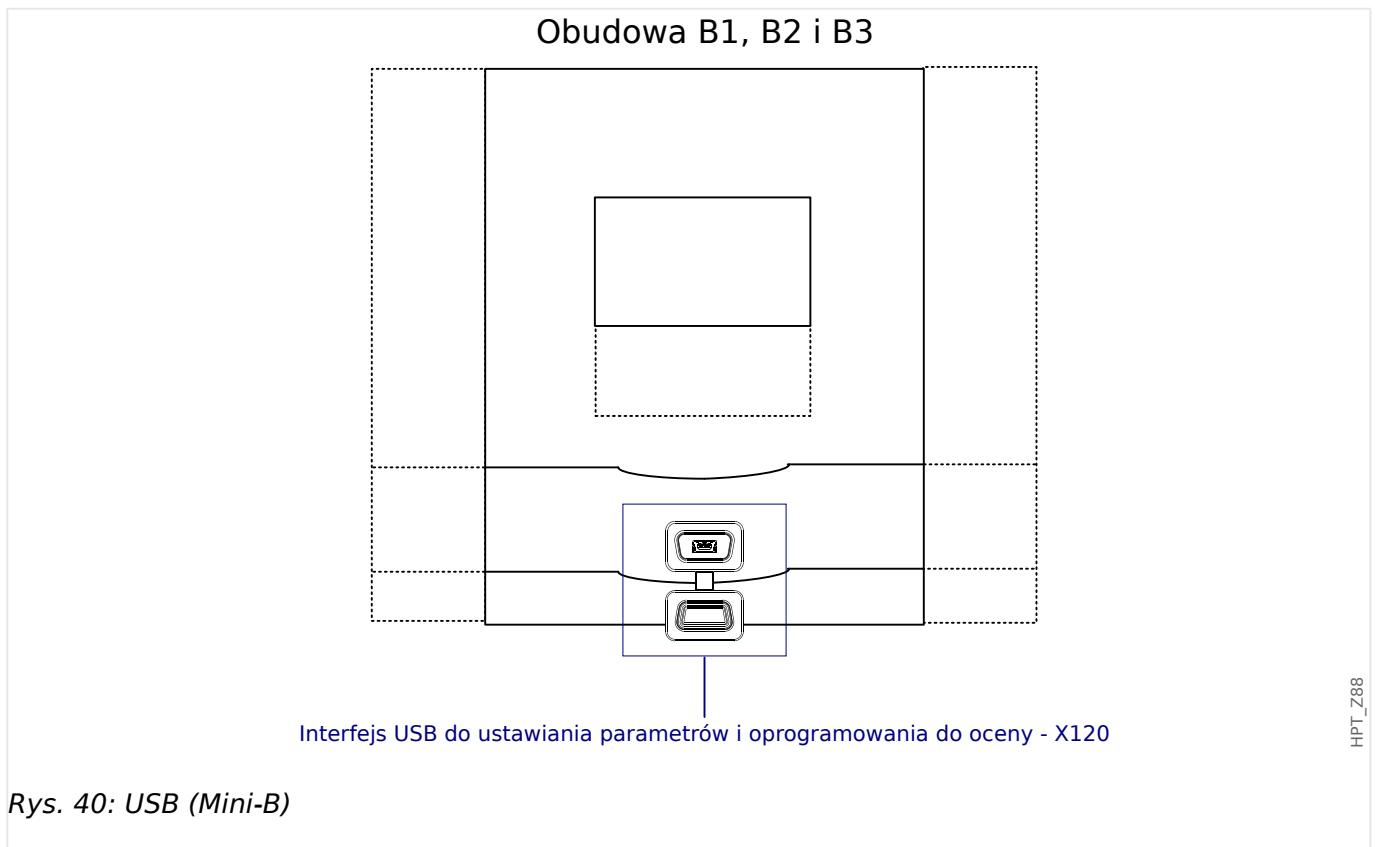 Obudowa B1, B2 i B3
Interfejs USB do ustawiania parametrów i oprogramowania do oceny - X120
HPT_Z88
Rys. 40: USB (Mini-B)